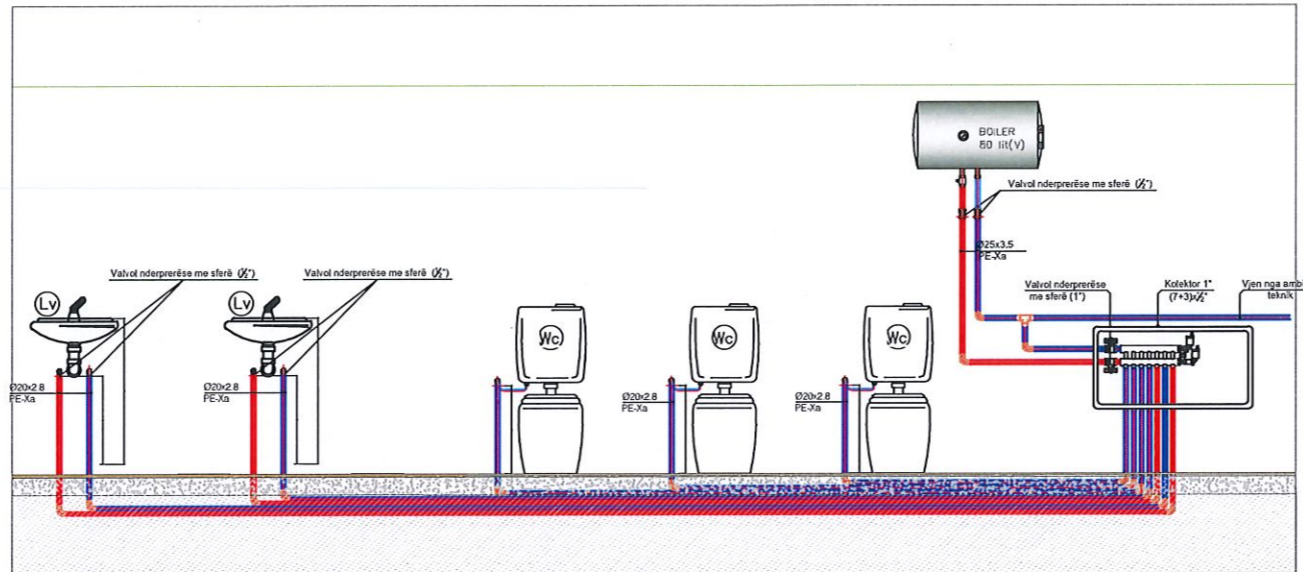 BOILER
80 lit(V)
Valvol nderprerëse me sferë (½")
Ø25x3.5
PE-Xa
Valvol nderprerëse me sferë (½")
Valvol nderprerëse me sferë (½")
Valvol nderprerëse
me sferë (1")
Kolektor 1"
(7+3)x½"
Vjen nga ambi
teknik
Lv
Lv
Wc
Wc
Wc
Ø20x2.8
PE-Xa
Ø20x2.8
PE-Xa
Ø20x2.8
PE-Xa
Ø20x2.8
PE-Xa
Ø20x2.8
PE-Xa